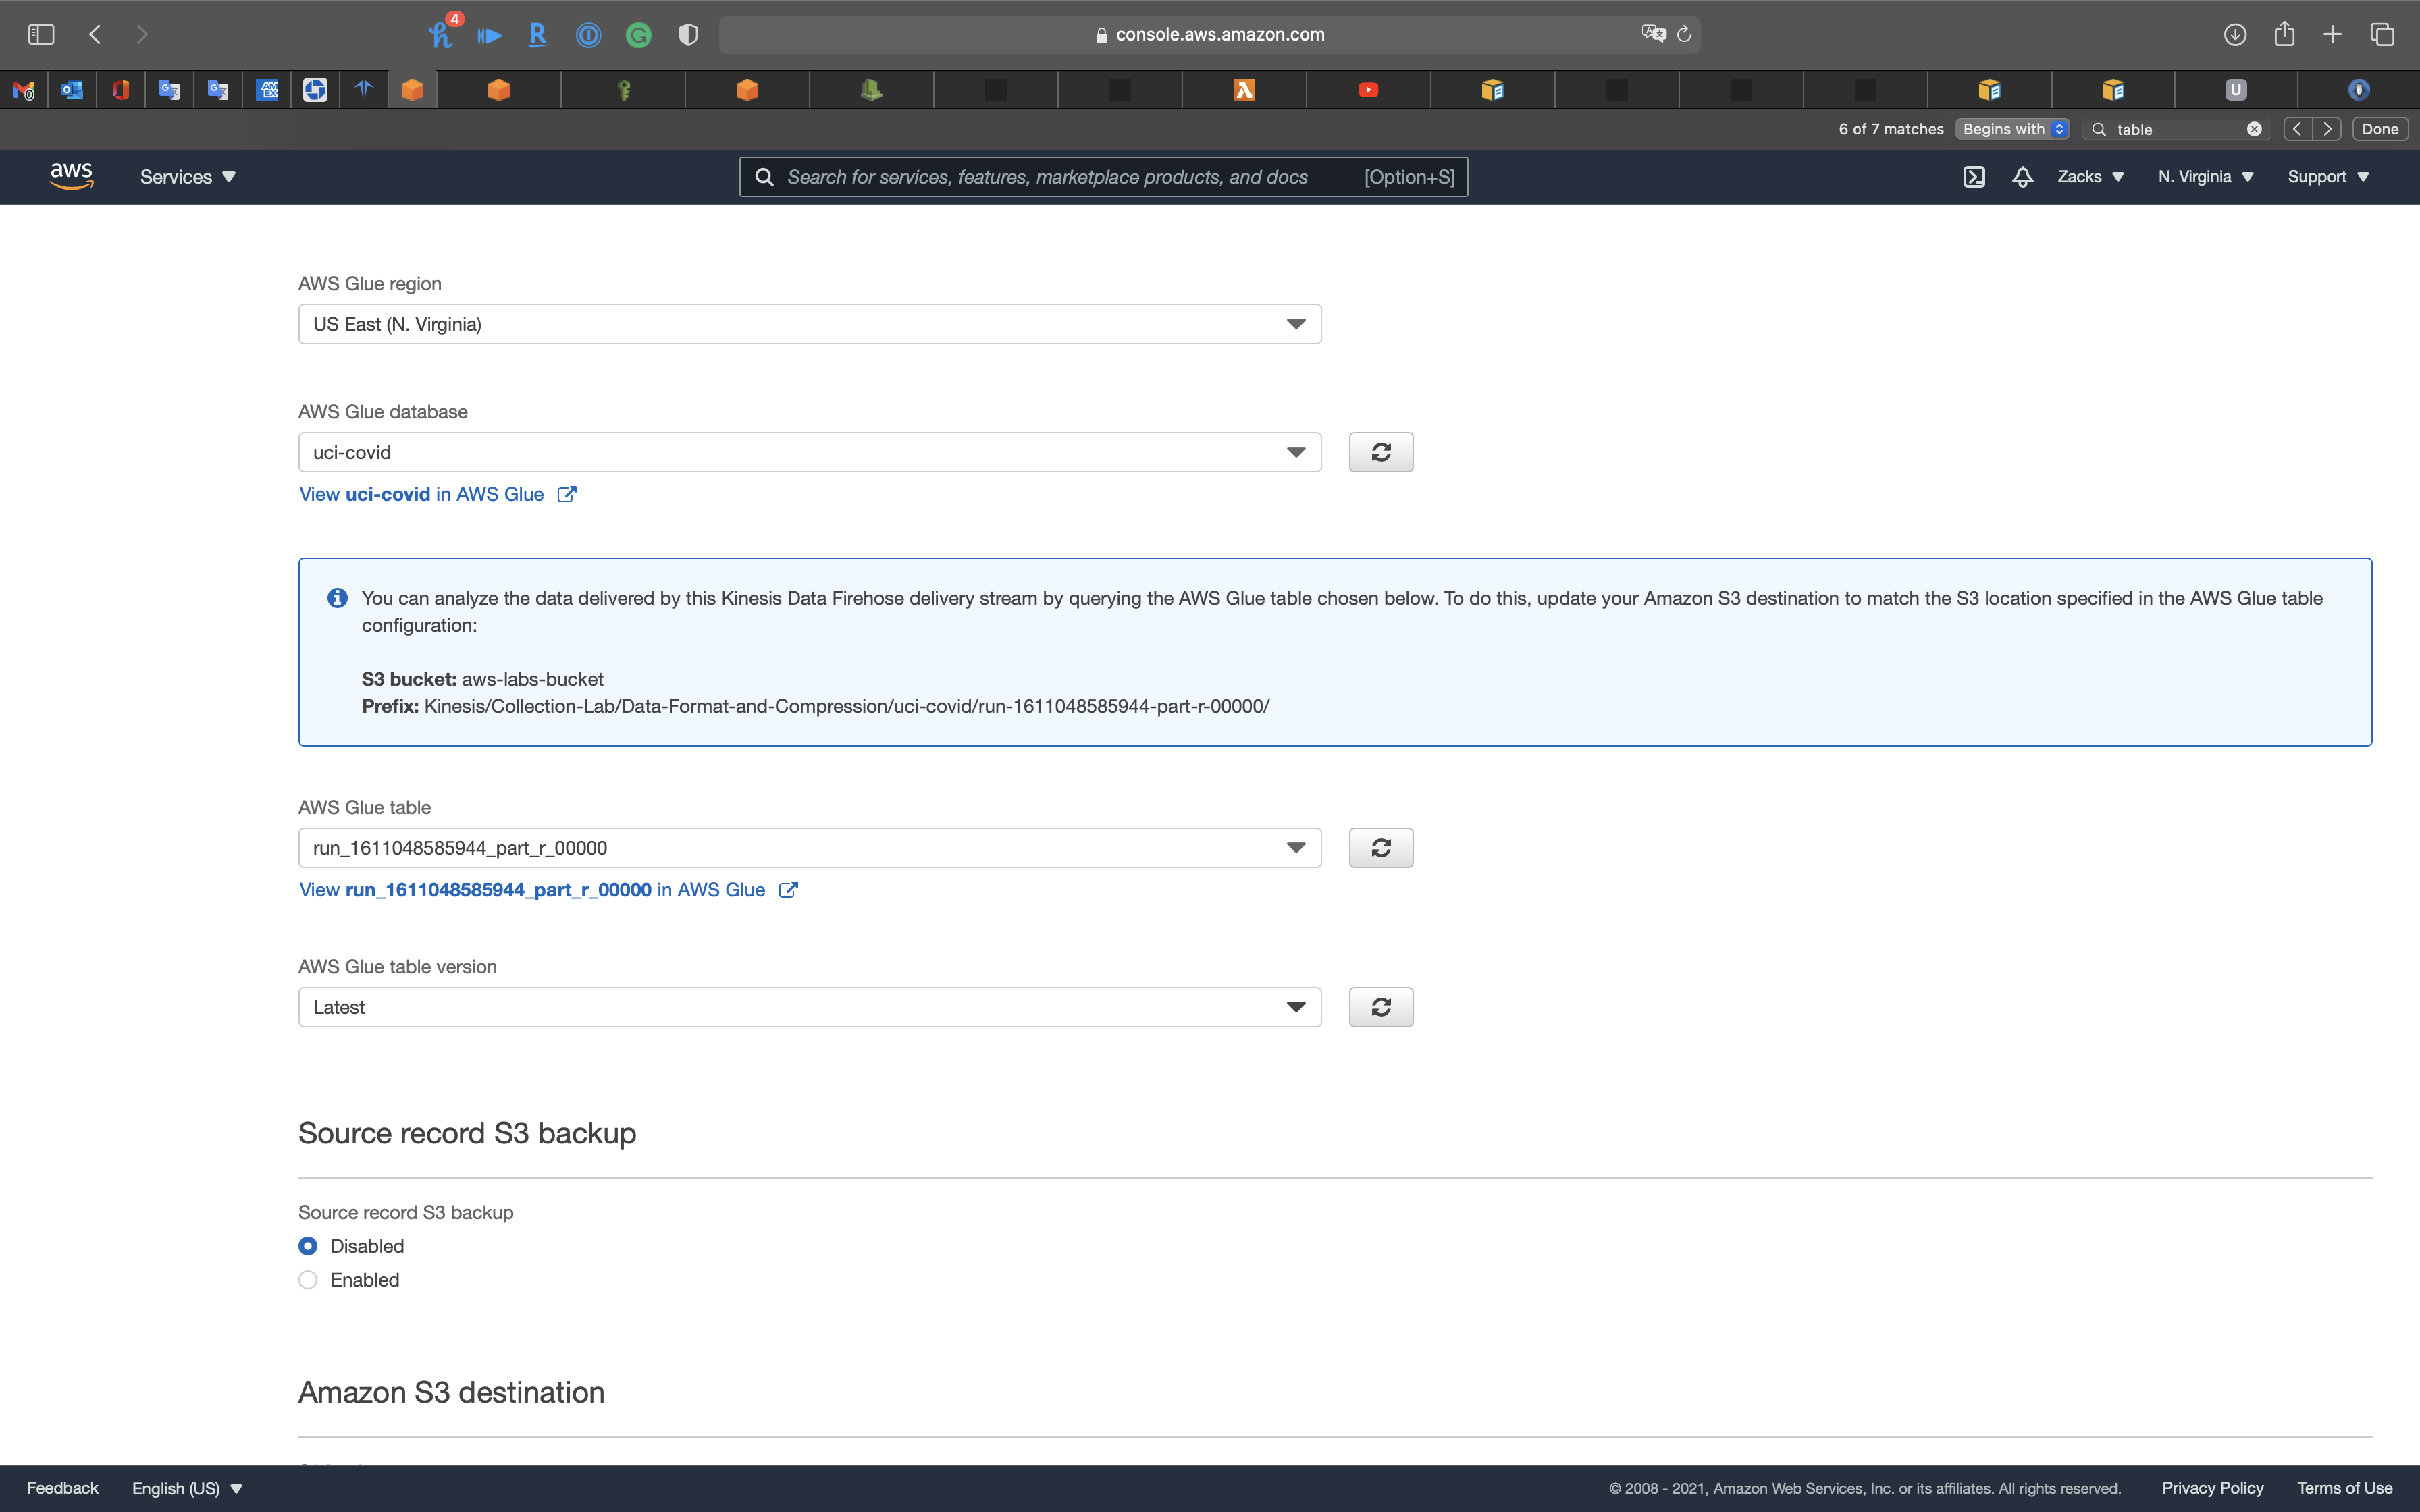 4
console.aws.amazon.com
6 of 7 matches Begins with table Done
aws Services Search for services, features, marketplace products, and docs [Option+S] Zacks N. Virginia Support
AWS Glue region
US East (N. Virginia)
AWS Glue database
uci-covid
View uci-covid in AWS Glue
You can analyze the data delivered by this Kinesis Data Firehose delivery stream by querying the AWS Glue table chosen below. To do this, update your Amazon S3 destination to match the S3 location specified in the AWS Glue table
configuration:
S3 bucket: aws-labs-bucket
Prefix: Kinesis/Collection-Lab/Data-Format-and-Compression/uci-covid/run-1611048585944-part-r-00000/
AWS Glue table
run_1611048585944_part_r_00000
View run_1611048585944_part_r_00000 in AWS Glue
AWS Glue table version
Latest
Source record S3 backup
Source record S3 backup
Disabled
Enabled
Amazon S3 destination
Feedback English (US) © 2008 - 2021, Amazon Web Services, Inc. or its affiliates. All rights reserved. Privacy Policy Terms of Use